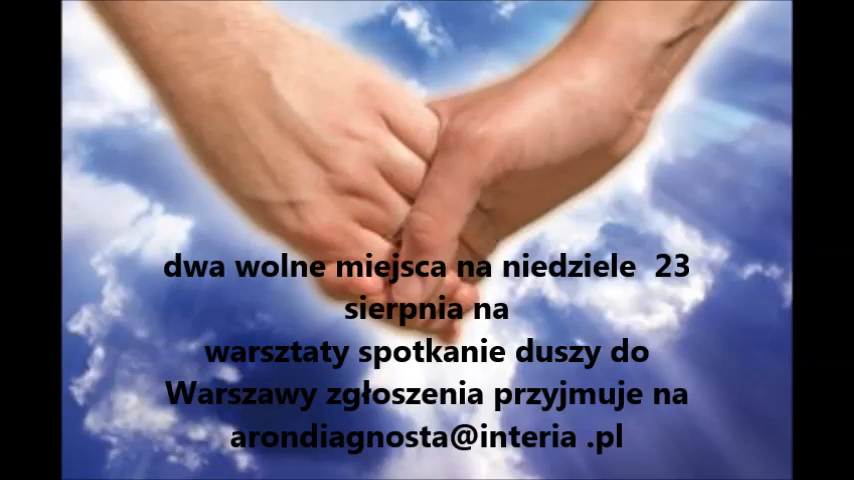 dwa wolne miejsca na niedziele  23
sierpnia na
warsztaty spotkanie duszy do
Warszawy zgłoszenia przyjmuje na
arondiagnosta@interia .pl